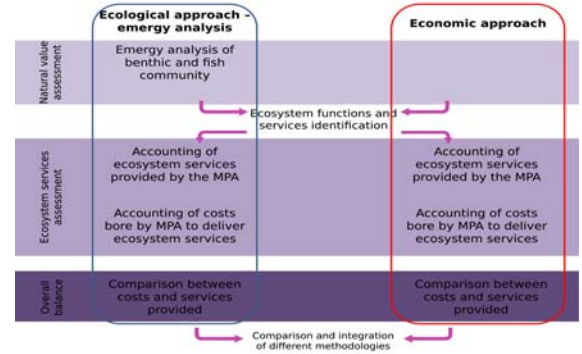 Ecological approach –
emergy analysis
Economic approach
Natural value
assessment
Emergy analysis of
benthic and fish
community
Ecosystem functions and
services identification
Ecosystem services
assessment
Accounting of
ecosystem services
provided by the MPA
Accounting of costs
bore by MPA to deliver
ecosystem services
Accounting of
ecosystem services
provided by the MPA
Accounting of costs
bore by MPA to deliver
ecosystem services
Overall
balance
Comparison between
costs and services
provided
Comparison between
costs and services
provided
Comparison and integration
of different methodologies